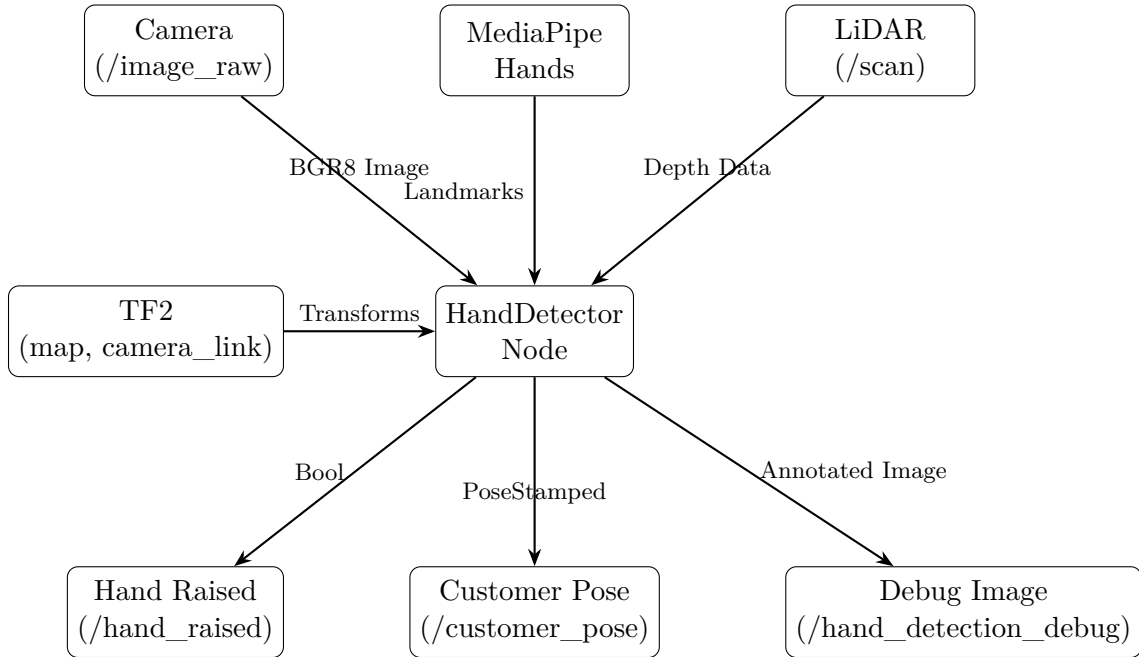 Camera
(/image_raw)
MediaPipe
Hands
LiDAR
(/scan)
BGR8 Image
Landmarks
Depth Data
TF2
(map, camera_link)
Transforms
HandDetector
Node
Bool
PoseStamped
Annotated Image
Hand Raised
(/hand_raised)
Customer Pose
(/customer_pose)
Debug Image
(/hand_detection_debug)